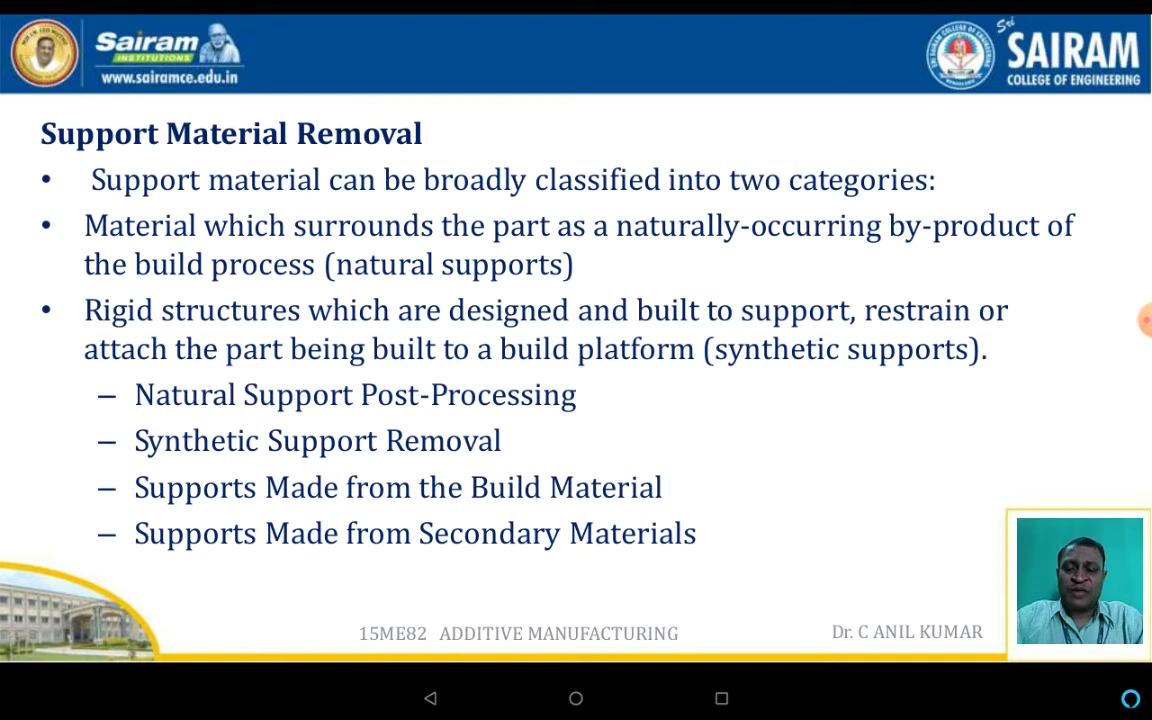 Sairam
INSTITUTIONS
www.sairamce.edu.in
Sri
SAIRAM
COLLEGE OF ENGINEERING
Support Material Removal
• Support material can be broadly classified into two categories:
• Material which surrounds the part as a naturally-occurring by-product of
the build process (natural supports)
• Rigid structures which are designed and built to support, restrain or
attach the part being built to a build platform (synthetic supports).
– Natural Support Post-Processing
– Synthetic Support Removal
– Supports Made from the Build Material
– Supports Made from Secondary Materials
15ME82 ADDITIVE MANUFACTURING
Dr. C ANIL KUMAR